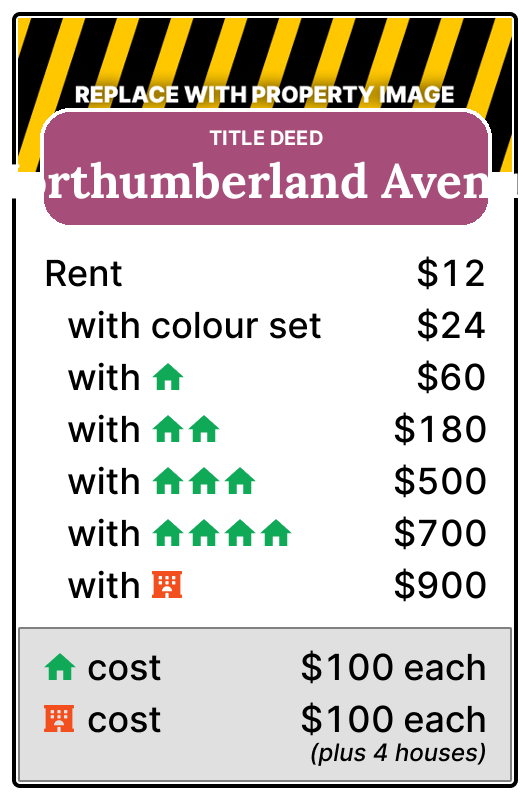 REPLACE WITH PROPERTY IMAGE
TITLE DEED
orthumberland Aven
Rent $12
with colour set $24
with $60
with $180
with $500
with $700
with $900
cost $100 each
cost $100 each
(plus 4 houses)